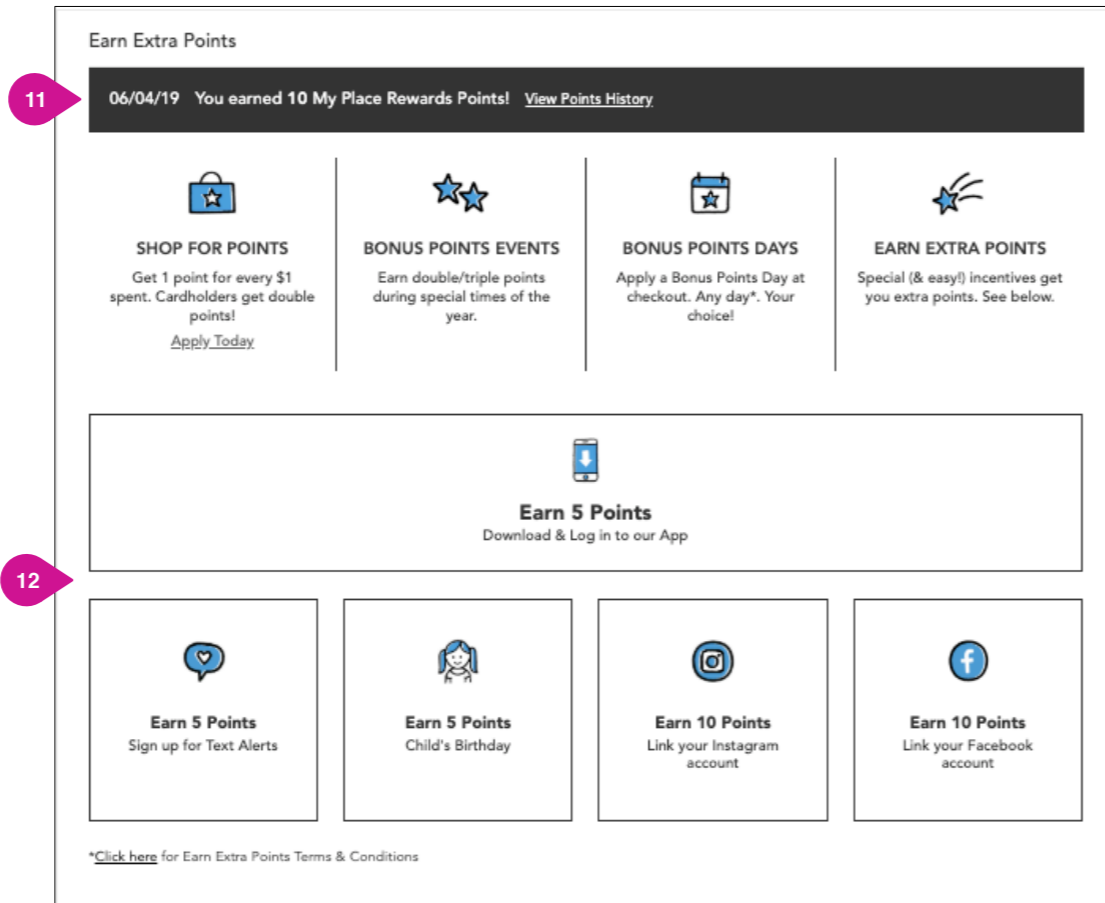 Earn Extra Points
11
06/04/19 You earned 10 My Place Rewards Points! View Points History
SHOP FOR POINTS
Get 1 point for every $1
spent. Cardholders get double
points!
Apply Today
BONUS POINTS EVENTS
Earn double/triple points
during special times of the
year.
BONUS POINTS DAYS
Apply a Bonus Points Day at
checkout. Any day*. Your
choice!
EARN EXTRA POINTS
Special (& easy!) incentives get
you extra points. See below.
Earn 5 Points
Download & Log in to our App
12
Earn 5 Points
Sign up for Text Alerts
Earn 5 Points
Child's Birthday
Earn 10 Points
Link your Instagram
account
Earn 10 Points
Link your Facebook
account
*Click here for Earn Extra Points Terms & Conditions